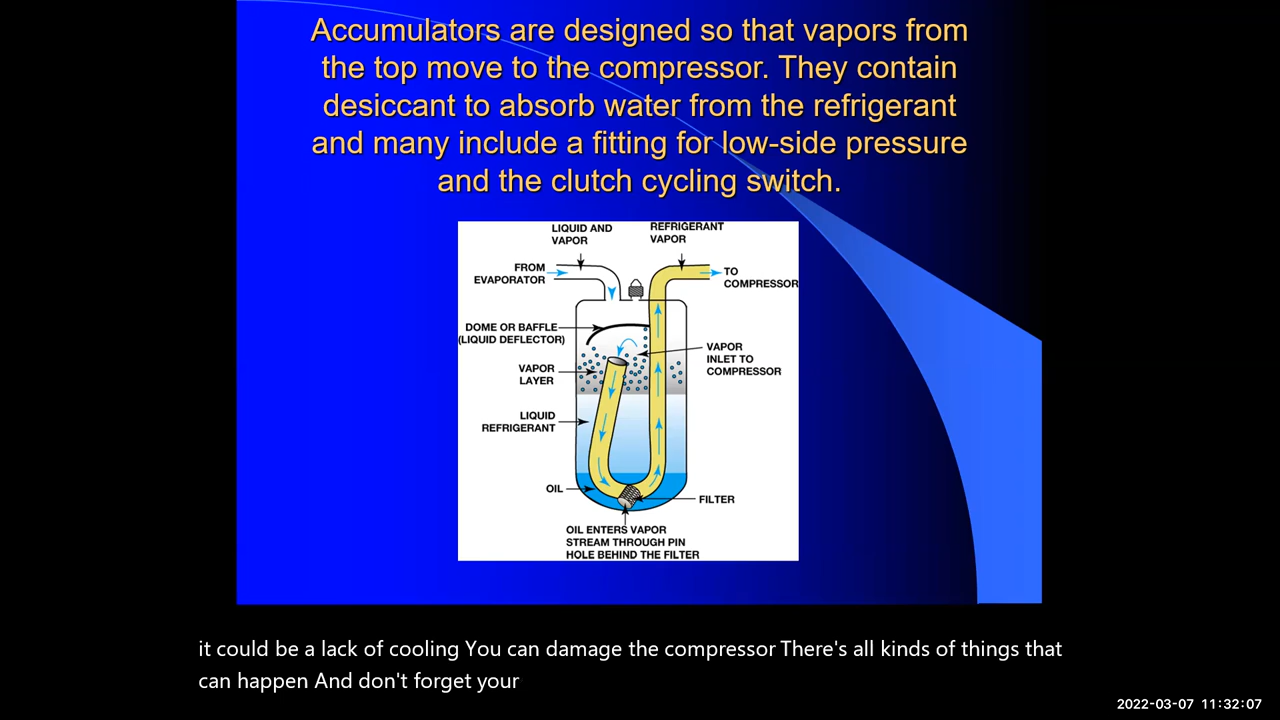 Accumulators are designed so that vapors from
the top move to the compressor. They contain
desiccant to absorb water from the refrigerant
and many include a fitting for low-side pressure
and the clutch cycling switch.
LIQUID AND
VAPOR
REFRIGERANT
VAPOR
FROM
EVAPORATOR
TO
COMPRESSOR
DOME OR BAFFLE
(LIQUID DEFLECTOR)
VAPOR
INLET TO
COMPRESSOR
VAPOR
LAYER
LIQUID
REFRIGERANT
OIL
FILTER
OIL ENTERS VAPOR
STREAM THROUGH PIN
HOLE BEHIND THE FILTER
it could be a lack of cooling You can damage the compressor There's all kinds of things that
can happen And don't forget your
2022-03-07 11:32:07